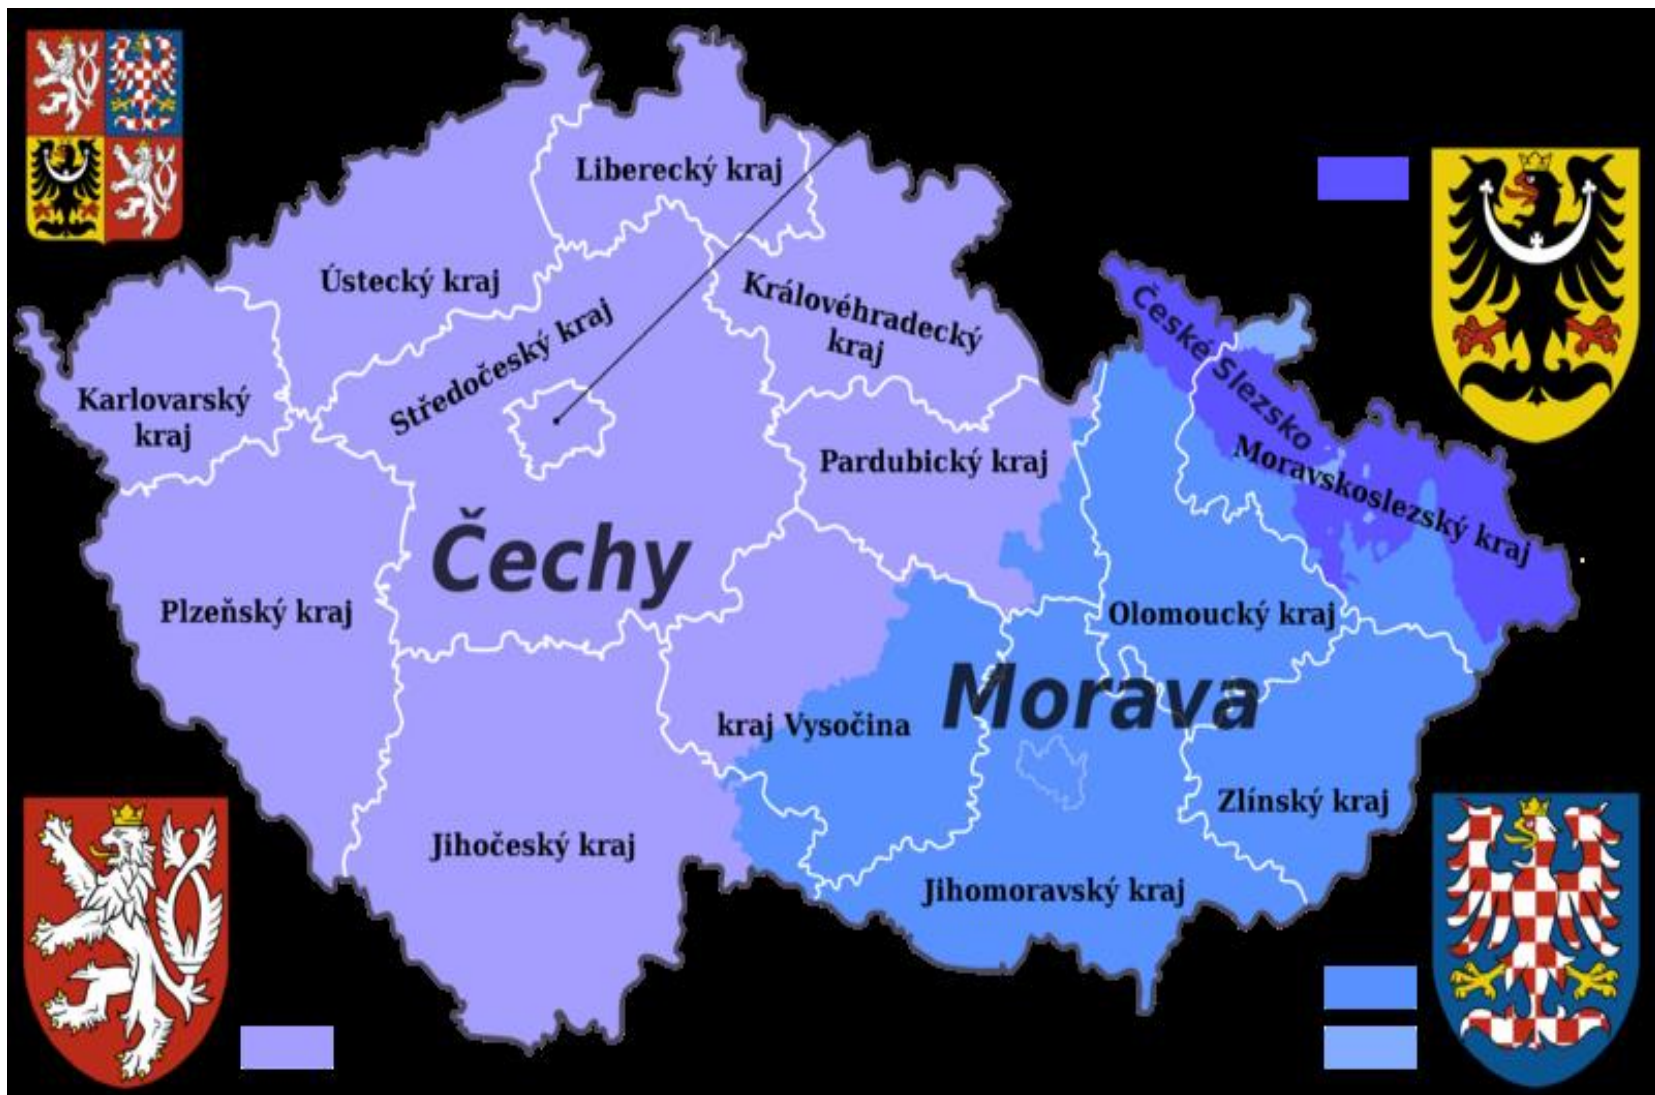 Liberecký kraj
Ústecký kraj
Královéhradecký
kraj
Středočeský kraj
České Slezsko
Karlovarský
kraj
Pardubický kraj
Moravskoslezský kraj
Čechy
Plzeňský kraj
Olomoucký kraj
Morava
kraj Vysočina
Zlínský kraj
Jihočeský kraj
Jihomoravský kraj